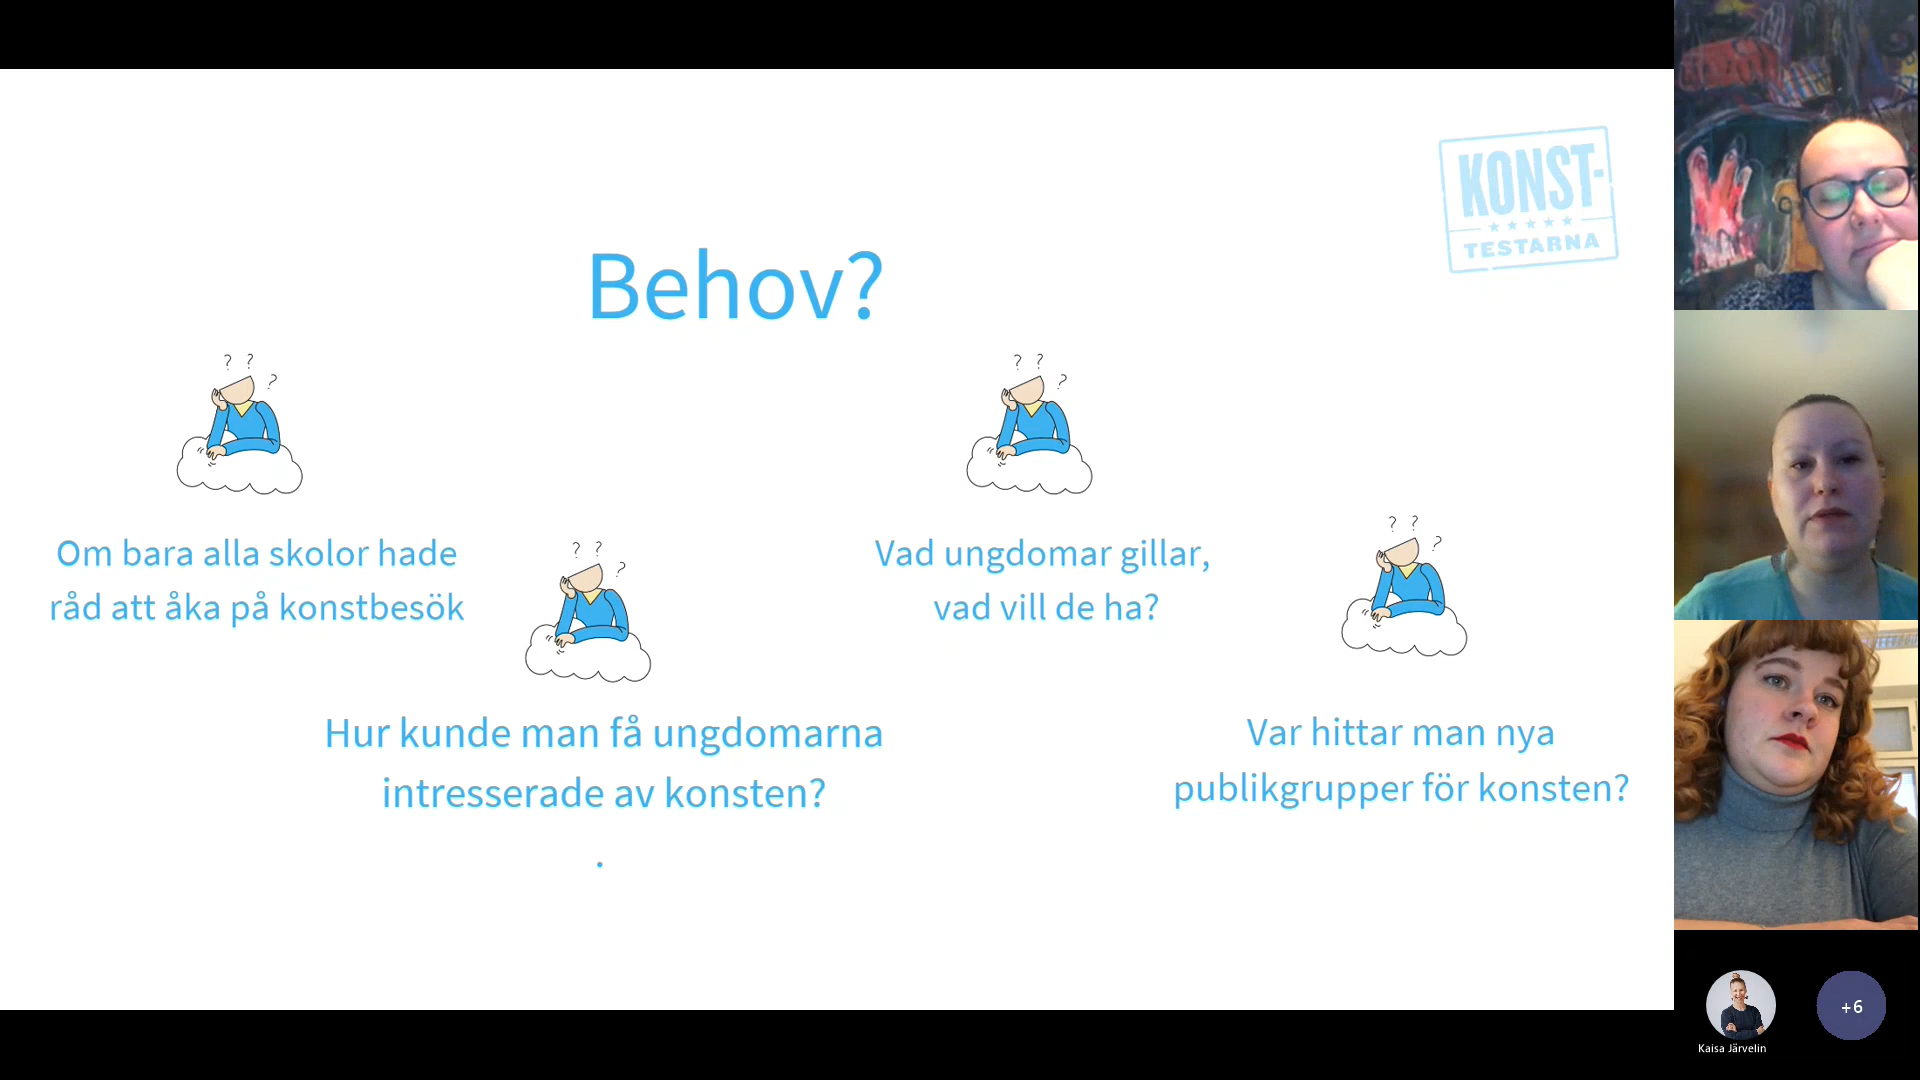 KONST-
TESTARNA
Behov?
? ? ?
? ? ?
Om bara alla skolor hade
råd att åka på konstbesök
? ? ?
Vad ungdomar gillar,
vad vill de ha?
? ? ?
Hur kunde man få ungdomarna
intresserade av konsten?
.
Var hittar man nya
publikgrupper för konsten?
Kaisa Järvelin
+6